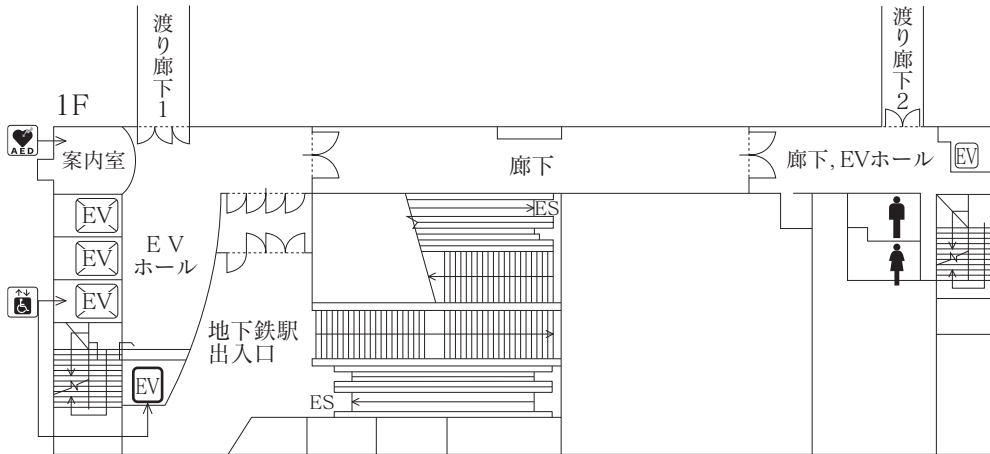 渡り廊下1
渡り廊下2
1F
AED
案内室
廊下
廊下, EVホール
EV
EV
ES
EV
ＥＶ
ホール
EV
地下鉄駅
出入口
EV
ES